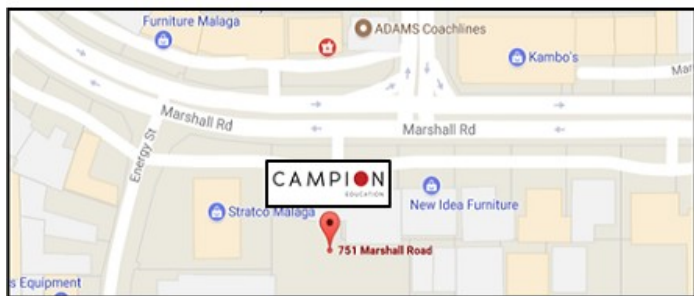 Furniture Malaga
ADAMS Coachlines
Kambo's
Mar
Marshall Rd
Marshall Rd
Energy St
CAMPION
EDUCATION
Stratco Malaga
New Idea Furniture
751 Marshall Road
s Equipment